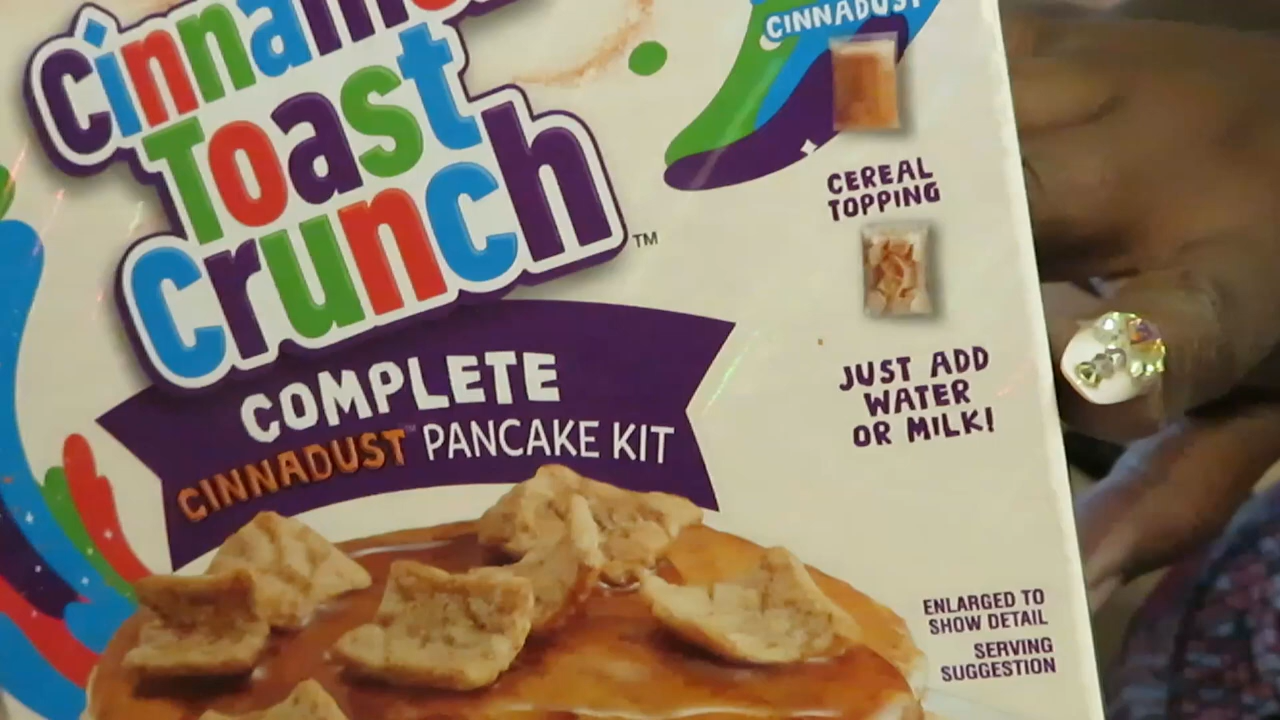 Cinnamon
Toast
Crunch
TM
COMPLETE
CINNADUST™ PANCAKE KIT
CINNADUST
CEREAL
TOPPING
JUST ADD
WATER
OR MILK!
ENLARGED TO
SHOW DETAIL
SERVING
SUGGESTION